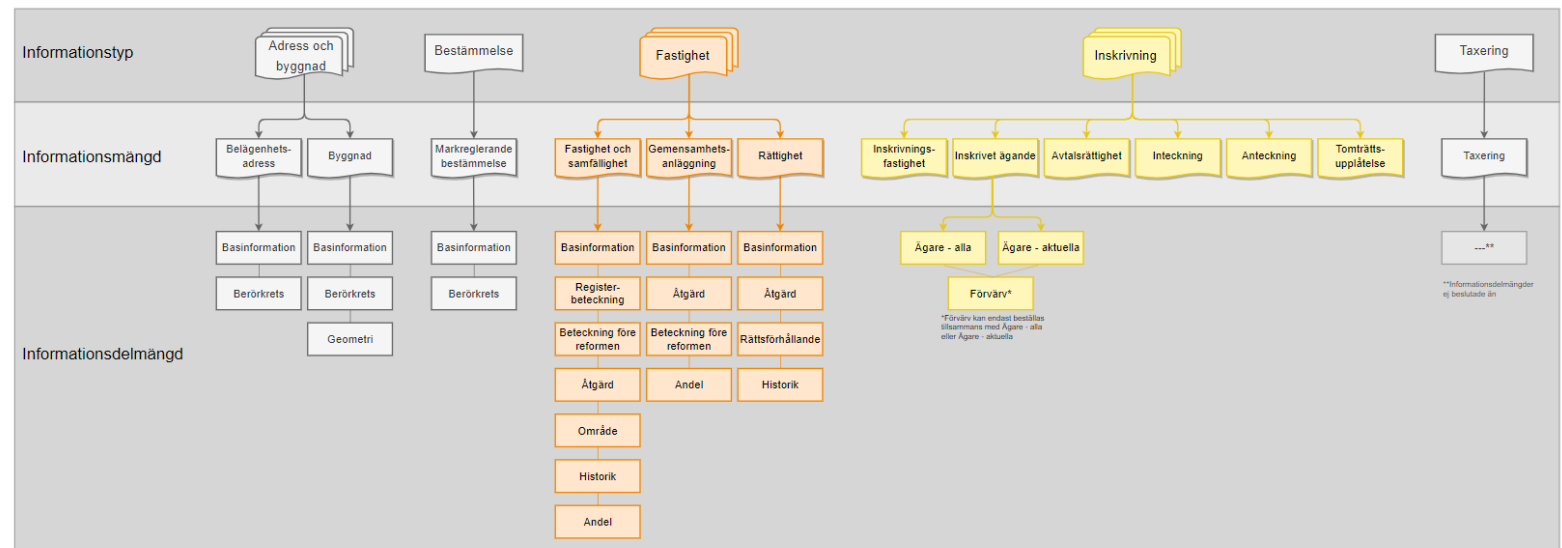 Informationstyp
Adress och
byggnad
Bestämmelse
Fastighet
Inskrivning
Taxering
Informationsmängd
Belägenhets-
adress
Byggnad
Markreglerande
bestämmelse
Fastighet och
samfällighet
Gemensamhets-
anläggning
Rättighet
Inskrivnings-
fastighet
Inskrivet ägande
Avtalsrättighet
Inteckning
Anteckning
Tomträtts-
upplåtelse
Taxering
Informationsdelmängd
Basinformation
Basinformation
Basinformation
Basinformation
Basinformation
Basinformation
Ägare - alla
Ägare - aktuella
---**
Berörkrets
Berörkrets
Berörkrets
Register-
beteckning
Åtgärd
Åtgärd
Förvärv*
**Informationsdelmängder
ej beslutade än
*Förvärv kan endast beställas
tillsammans med Ägare - alla
eller Ägare - aktuella
Geometri
Beteckning före
reformen
Beteckning före
reformen
Rättsförhållande
Åtgärd
Andel
Historik
Område
Historik
Andel